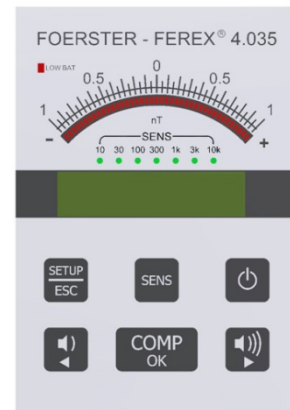 FOERSTER - FEREX® 4.035
LOW BAT
1 0.5 0 0.5 1
- nT +
SENS
10 30 100 300 1k 3k 10k
SETUP
ESC
SENS
COMP
OK